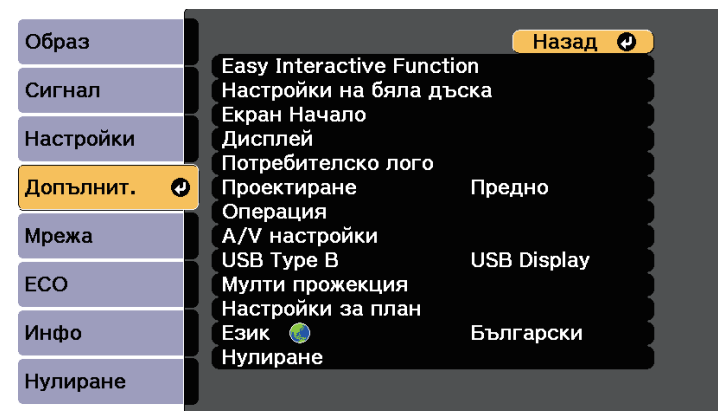 Образ
Сигнал
Настройки
Допълнит.
Мрежа
ECO
Инфо
Нулиране
Назад
Easy Interactive Function
Настройки на бяла дъска
Екран Начало
Дисплей
Потребителско лого
Проектиране Предно
Операция
A/V настройки
USB Type B USB Display
Мулти прожекция
Настройки за план
Език Български
Нулиране